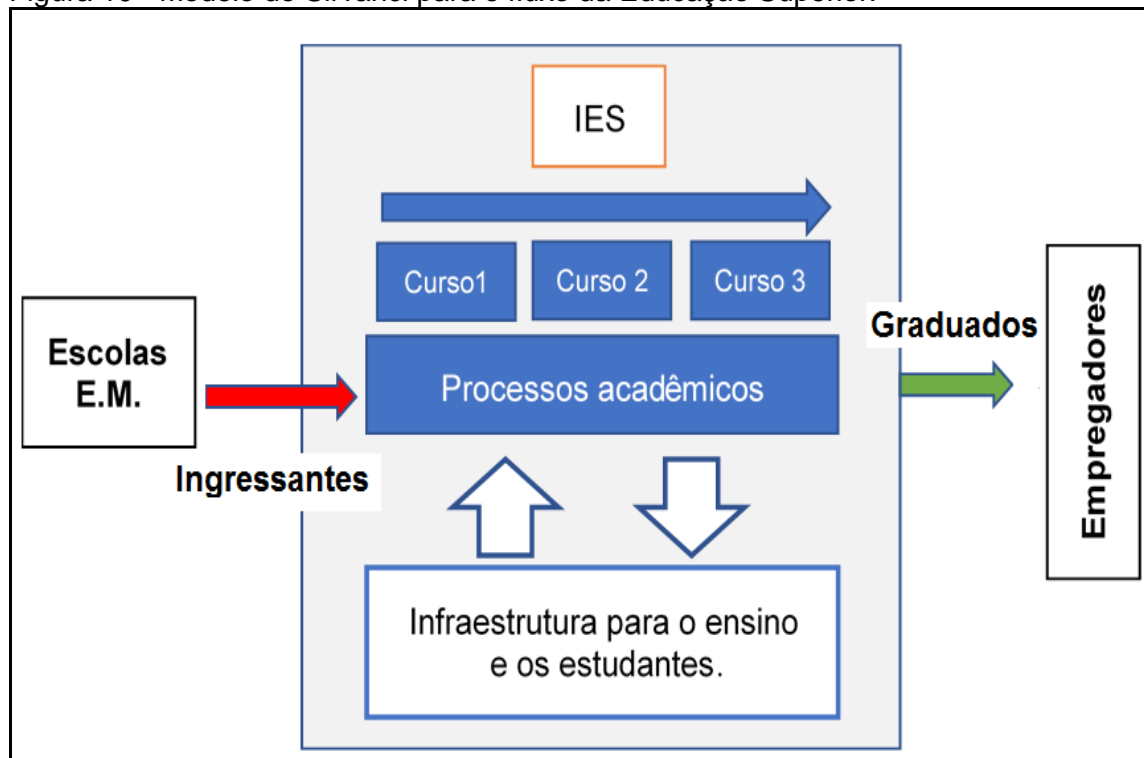 IES
Curso1
Curso 2
Curso 3
Escolas
E.M.
Processos acadêmicos
Graduados
Empregadores
Ingressantes
Infraestrutura para o ensino
e os estudantes.